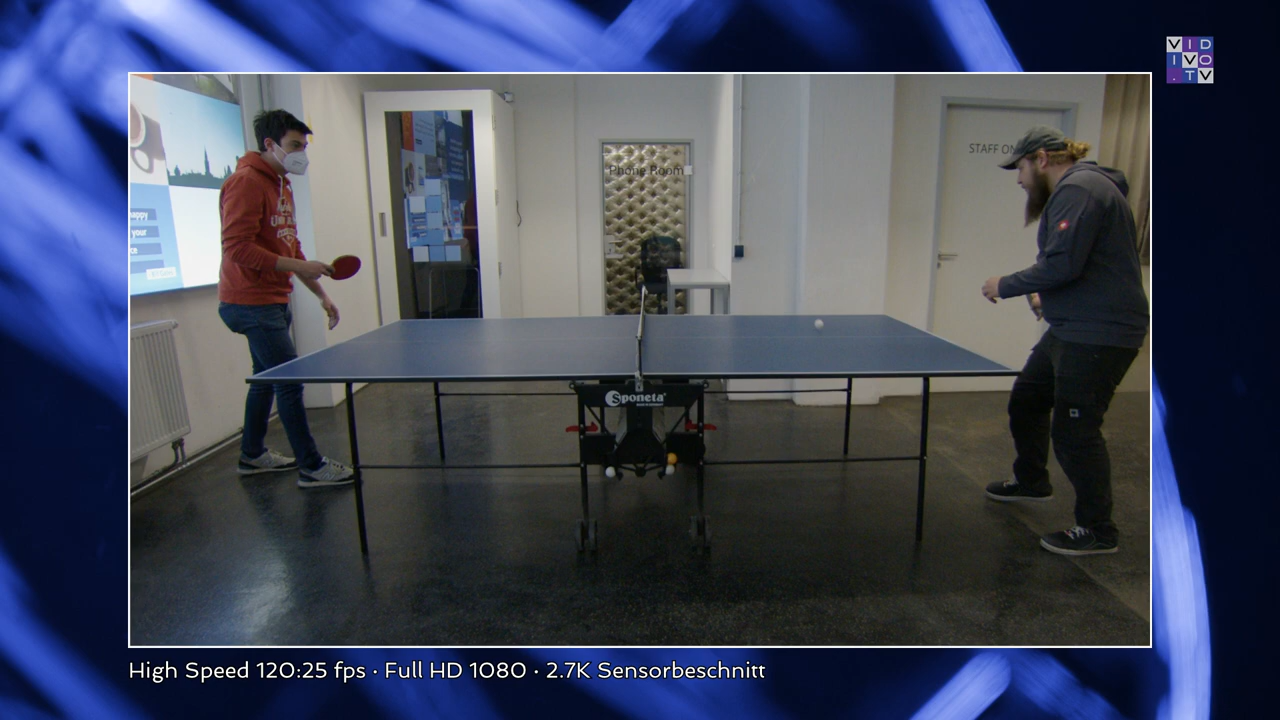 VID
IVO
.TV
Phone Room
STAFF ON
your
Sponeta
High Speed 120:25 fps · Full HD 1080 · 2.7K Sensorbeschnitt